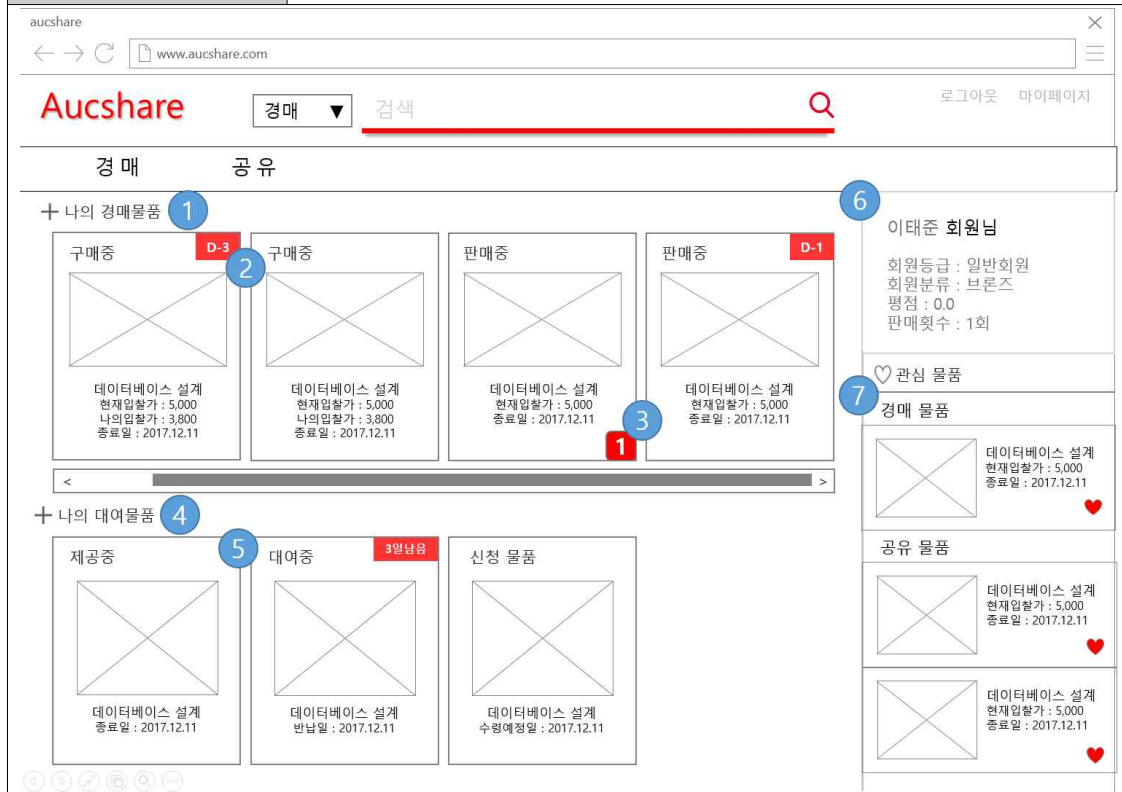 aucshare
www.aucshare.com
Aucshare
경매 ▼
검색
로그아웃 마이페이지
경 매 공 유
나의 경매물품 1
구매중
D-3
데이터베이스 설계
현재입찰가 : 5,000
나의입찰가 : 3,800
종료일 : 2017.12.11
2
구매중
데이터베이스 설계
현재입찰가 : 5,000
나의입찰가 : 3,800
종료일 : 2017.12.11
판매중
데이터베이스 설계
현재입찰가 : 5,000
종료일 : 2017.12.11
3
1
판매중
D-1
데이터베이스 설계
현재입찰가 : 5,000
종료일 : 2017.12.11
< >
나의 대여물품 4
제공중
데이터베이스 설계
종료일 : 2017.12.11
5
대여중
3일남음
데이터베이스 설계
반납일 : 2017.12.11
신청 물품
데이터베이스 설계
수령예정일 : 2017.12.11
6
이태준 회원님
회원등급 : 일반회원
회원분류 : 브론즈
평점 : 0.0
판매횟수 : 1회
관심 물품
7
경매 물품
데이터베이스 설계
현재입찰가 : 5,000
종료일 : 2017.12.11
공유 물품
데이터베이스 설계
현재입찰가 : 5,000
종료일 : 2017.12.11
데이터베이스 설계
현재입찰가 : 5,000
종료일 : 2017.12.11